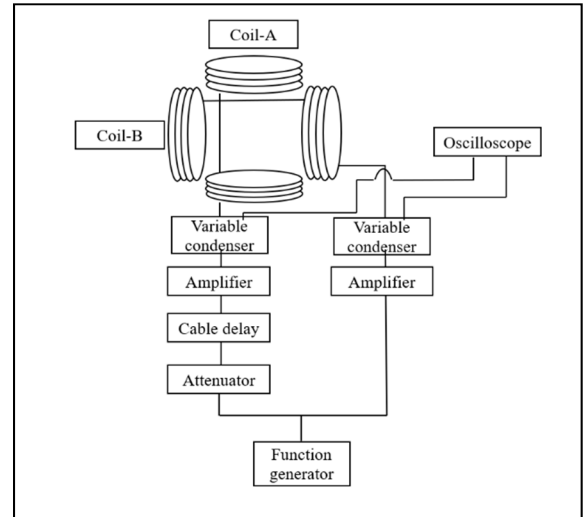 Coil-A
Coil-B
Oscilloscope
Variable
condenser
Variable
condenser
Amplifier
Amplifier
Cable delay
Attenuator
Function
generator